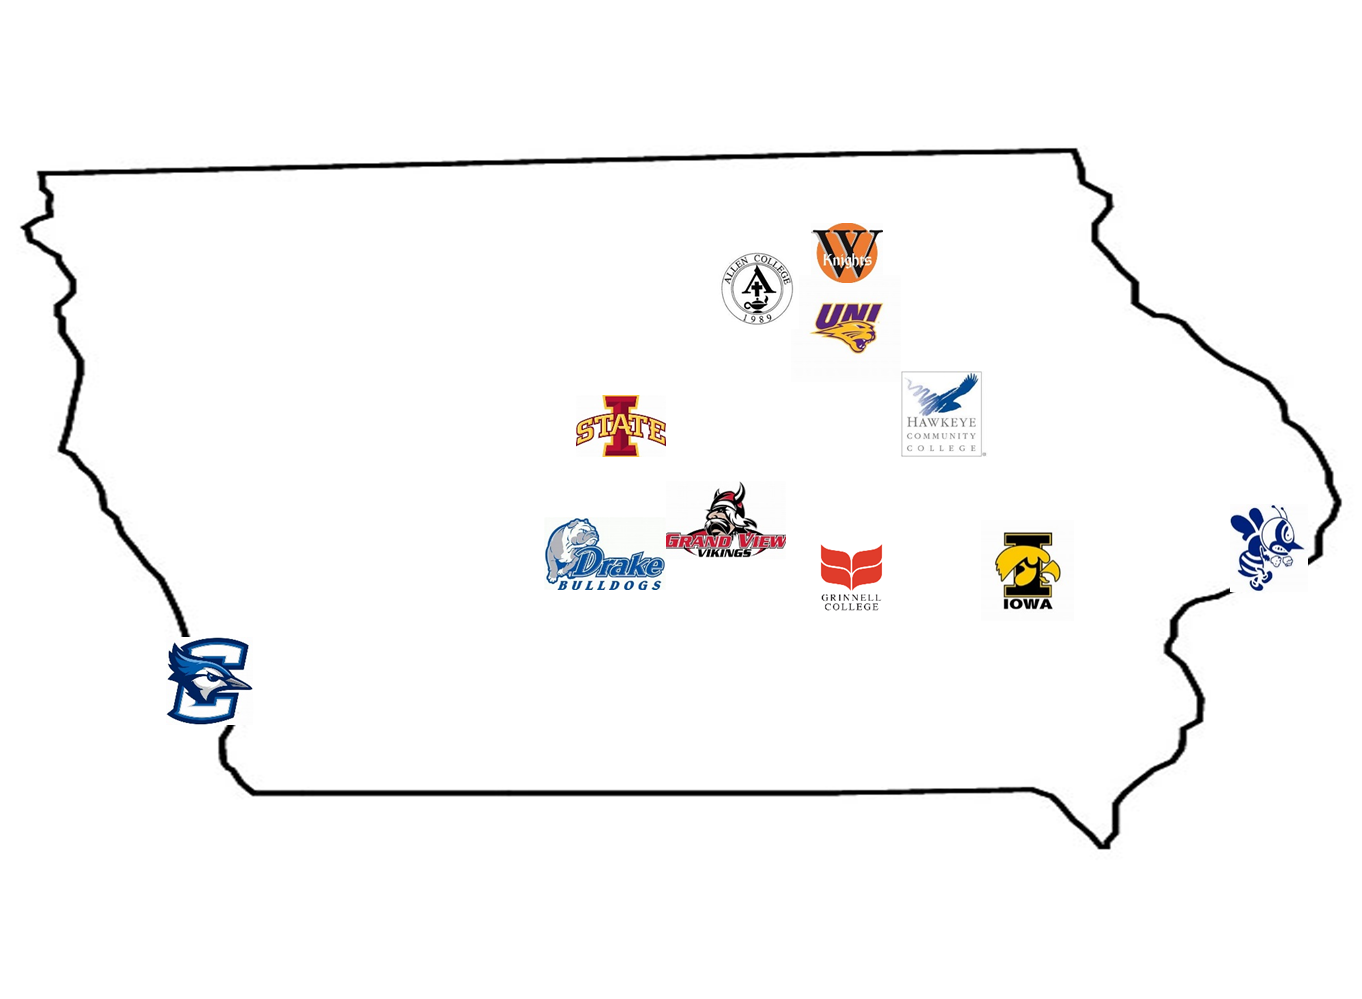 W
Knights
ALLEN COLLEGE
A
1989
UNI
I
STATE
HAWKEYE
COMMUNITY
COLLEGE
®
GRAND VIEW
VIKINGS
Drake
BULLDOGS
GRINNELL
COLLEGE
I
IOWA
C